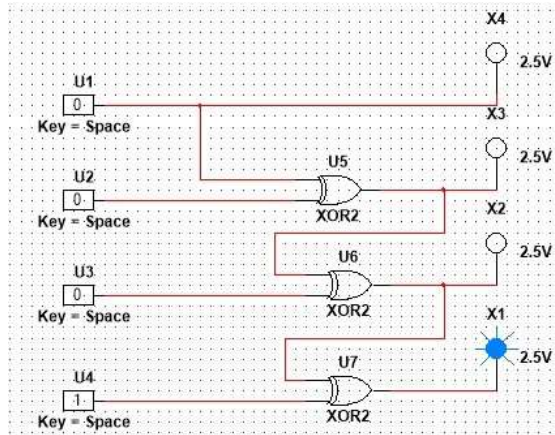 X4
2.5V
U1
0
Key = Space
X3
2.5V
U5
U2
0
XOR2
Key = Space
X2
2.5V
U6
U3
0
XOR2
Key = Space
X1
2.5V
U7
U4
1
XOR2
Key = Space